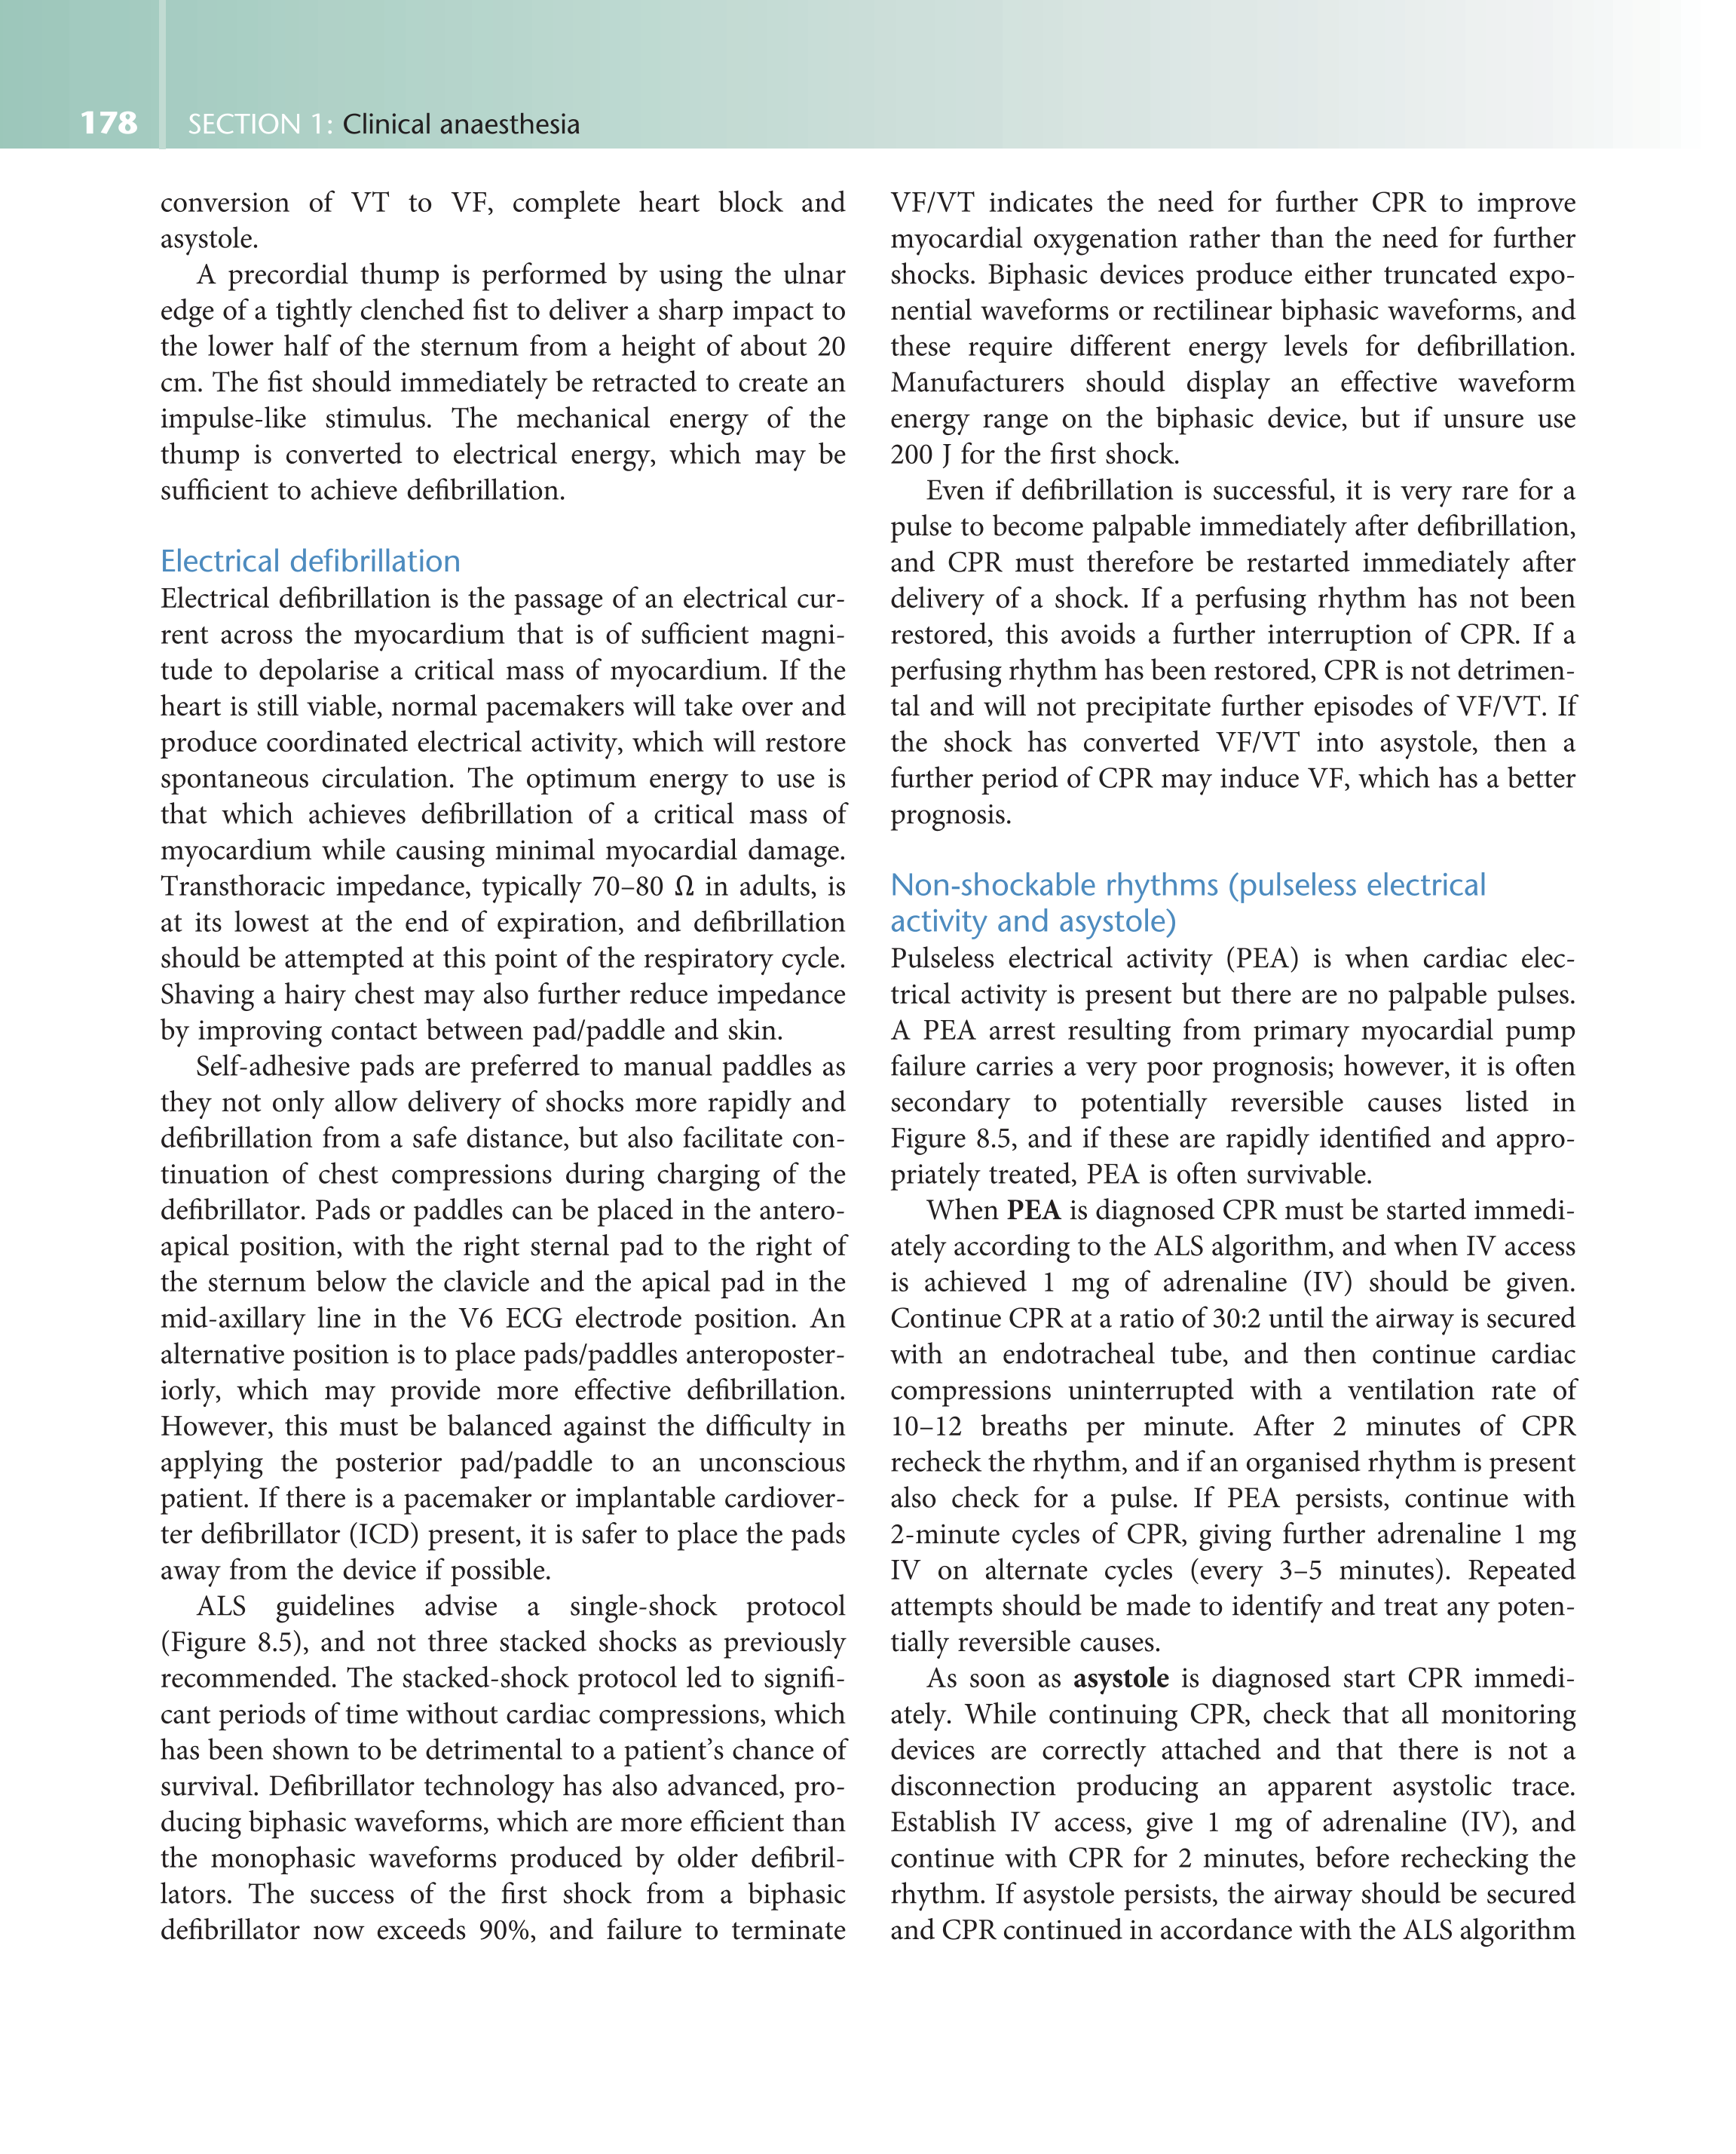 178 SECTION 1: Clinical anaesthesia
conversion of VT to VF, complete heart block and
asystole.
A precordial thump is performed by using the ulnar
edge of a tightly clenched fist to deliver a sharp impact to
the lower half of the sternum from a height of about 20
cm. The fist should immediately be retracted to create an
impulse-like stimulus. The mechanical energy of the
thump is converted to electrical energy, which may be
sufficient to achieve defibrillation.
Electrical defibrillation
Electrical defibrillation is the passage of an electrical cur-
rent across the myocardium that is of sufficient magni-
tude to depolarise a critical mass of myocardium. If the
heart is still viable, normal pacemakers will take over and
produce coordinated electrical activity, which will restore
spontaneous circulation. The optimum energy to use is
that which achieves defibrillation of a critical mass of
myocardium while causing minimal myocardial damage.
Transthoracic impedance, typically 70–80 Ω in adults, is
at its lowest at the end of expiration, and defibrillation
should be attempted at this point of the respiratory cycle.
Shaving a hairy chest may also further reduce impedance
by improving contact between pad/paddle and skin.
Self-adhesive pads are preferred to manual paddles as
they not only allow delivery of shocks more rapidly and
defibrillation from a safe distance, but also facilitate con-
tinuation of chest compressions during charging of the
defibrillator. Pads or paddles can be placed in the antero-
apical position, with the right sternal pad to the right of
the sternum below the clavicle and the apical pad in the
mid-axillary line in the V6 ECG electrode position. An
alternative position is to place pads/paddles anteroposter-
iorly, which may provide more effective defibrillation.
However, this must be balanced against the difficulty in
applying the posterior pad/paddle to an unconscious
patient. If there is a pacemaker or implantable cardiover-
ter defibrillator (ICD) present, it is safer to place the pads
away from the device if possible.
ALS guidelines advise a single-shock protocol
(Figure 8.5), and not three stacked shocks as previously
recommended. The stacked-shock protocol led to signifi-
cant periods of time without cardiac compressions, which
has been shown to be detrimental to a patient’s chance of
survival. Defibrillator technology has also advanced, pro-
ducing biphasic waveforms, which are more efficient than
the monophasic waveforms produced by older defibril-
lators. The success of the first shock from a biphasic
defibrillator now exceeds 90%, and failure to terminate
VF/VT indicates the need for further CPR to improve
myocardial oxygenation rather than the need for further
shocks. Biphasic devices produce either truncated expo-
nential waveforms or rectilinear biphasic waveforms, and
these require different energy levels for defibrillation.
Manufacturers should display an effective waveform
energy range on the biphasic device, but if unsure use
200 J for the first shock.
Even if defibrillation is successful, it is very rare for a
pulse to become palpable immediately after defibrillation,
and CPR must therefore be restarted immediately after
delivery of a shock. If a perfusing rhythm has not been
restored, this avoids a further interruption of CPR. If a
perfusing rhythm has been restored, CPR is not detrimen-
tal and will not precipitate further episodes of VF/VT. If
the shock has converted VF/VT into asystole, then a
further period of CPR may induce VF, which has a better
prognosis.
Non-shockable rhythms (pulseless electrical
activity and asystole)
Pulseless electrical activity (PEA) is when cardiac elec-
trical activity is present but there are no palpable pulses.
A PEA arrest resulting from primary myocardial pump
failure carries a very poor prognosis; however, it is often
secondary to potentially reversible causes listed in
Figure 8.5, and if these are rapidly identified and appro-
priately treated, PEA is often survivable.
When PEA is diagnosed CPR must be started immedi-
ately according to the ALS algorithm, and when IV access
is achieved 1 mg of adrenaline (IV) should be given.
Continue CPR at a ratio of 30:2 until the airway is secured
with an endotracheal tube, and then continue cardiac
compressions uninterrupted with a ventilation rate of
10–12 breaths per minute. After 2 minutes of CPR
recheck the rhythm, and if an organised rhythm is present
also check for a pulse. If PEA persists, continue with
2-minute cycles of CPR, giving further adrenaline 1 mg
IV on alternate cycles (every 3–5 minutes). Repeated
attempts should be made to identify and treat any poten-
tially reversible causes.
As soon as asystole is diagnosed start CPR immedi-
ately. While continuing CPR, check that all monitoring
devices are correctly attached and that there is not a
disconnection producing an apparent asystolic trace.
Establish IV access, give 1 mg of adrenaline (IV), and
continue with CPR for 2 minutes, before rechecking the
rhythm. If asystole persists, the airway should be secured
and CPR continued in accordance with the ALS algorithm